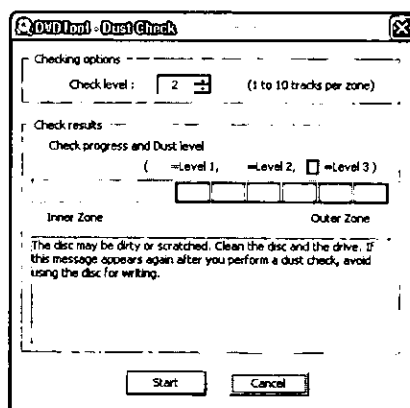 DVDTool - Dust Check
Checking options
Check level : 2 (1 to 10 tracks per zone)
Check results
Check progress and Dust level
( =Level 1, =Level 2, =Level 3 )
Inner Zone Outer Zone
The disc may be dirty or scratched. Clean the disc and the drive. If
this message appears again after you perform a dust check, avoid
using the disc for writing.
Start Cancel